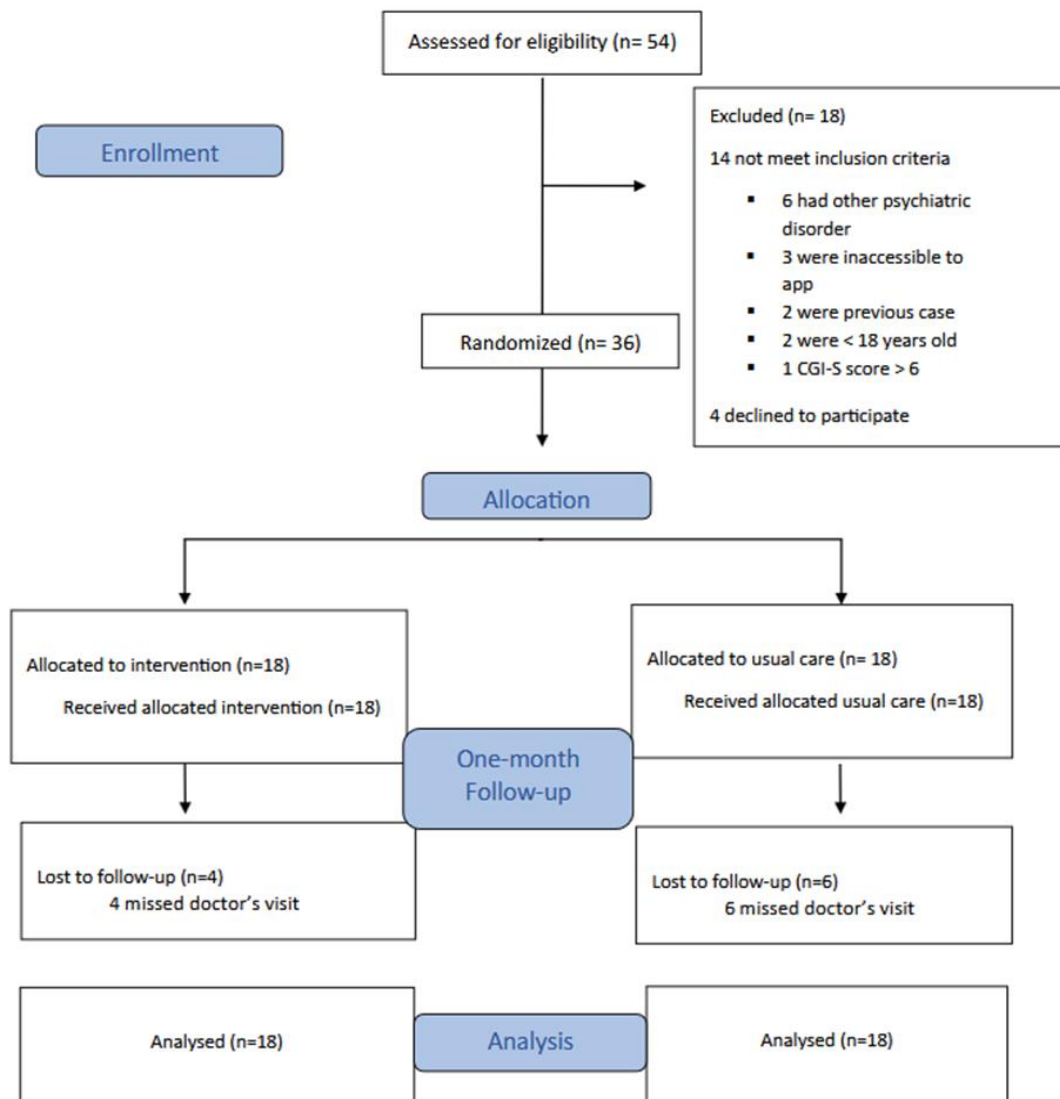 Assessed for eligibility (n= 54)
Enrollment
Excluded (n= 18)
14 not meet inclusion criteria
▪ 6 had other psychiatric
disorder
▪ 3 were inaccessible to
app
▪ 2 were previous case
▪ 2 were < 18 years old
▪ 1 CGI-S score > 6
4 declined to participate
Randomized (n= 36)
Allocation
Allocated to intervention (n=18)
Received allocated intervention (n=18)
Allocated to usual care (n= 18)
Received allocated usual care (n=18)
One-month
Follow-up
Lost to follow-up (n=4)
4 missed doctor's visit
Lost to follow-up (n=6)
6 missed doctor's visit
Analysed (n=18)
Analysis
Analysed (n=18)